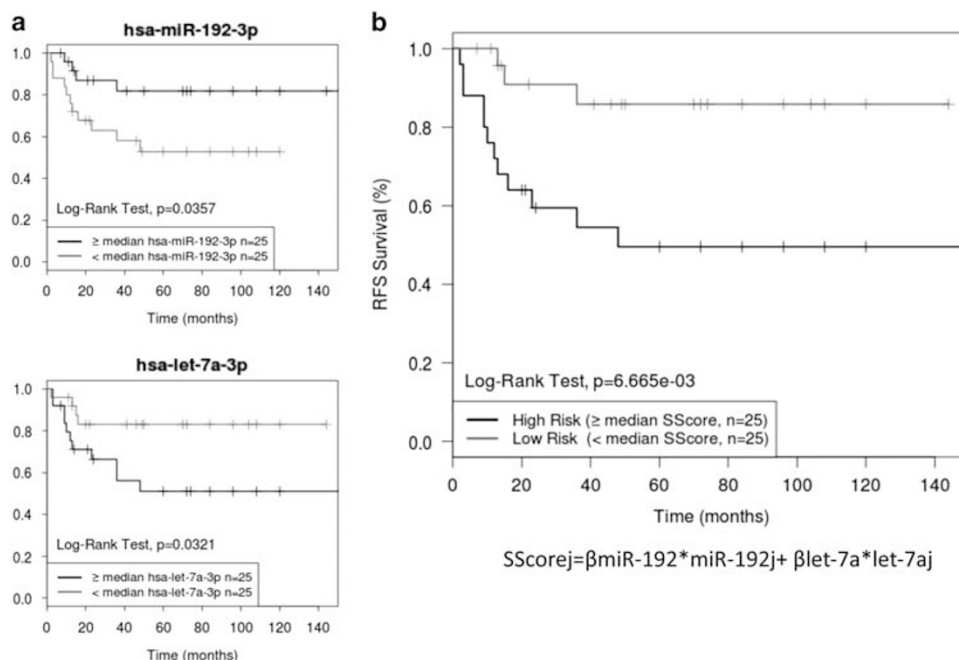 a
hsa-miR-192-3p
1.0
0.8
0.6
0.4
0.2
0.0
Log-Rank Test, p=0.0357
≥ median hsa-miR-192-3p n=25
< median hsa-miR-192-3p n=25
0 20 40 60 80 100 120 140
Time (months)
hsa-let-7a-3p
1.0
0.8
0.6
0.4
0.2
0.0
Log-Rank Test, p=0.0321
≥ median hsa-let-7a-3p n=25
< median hsa-let-7a-3p n=25
0 20 40 60 80 100 120 140
Time (months)
b
RFS Survival (%)
1.0
0.8
0.6
0.4
0.2
0.0
Log-Rank Test, p=6.665e-03
High Risk (≥ median SScore, n=25)
Low Risk (< median SScore, n=25)
0 20 40 60 80 100 120 140
Time (months)
SScorej=βmiR-192*miR-192j+ βlet-7a*let-7aj